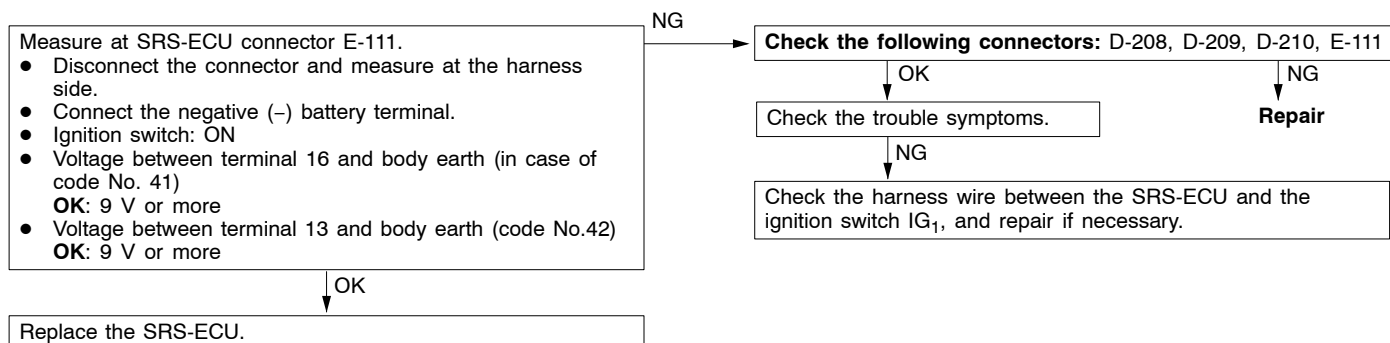 Measure at SRS-ECU connector E-111.
● Disconnect the connector and measure at the harness
side.
● Connect the negative (–) battery terminal.
● Ignition switch: ON
● Voltage between terminal 16 and body earth (in case of
code No. 41)
OK: 9 V or more
● Voltage between terminal 13 and body earth (code No.42)
OK: 9 V or more
OK
Replace the SRS-ECU.
NG
Check the following connectors: D-208, D-209, D-210, E-111
OK
NG
Check the trouble symptoms.
Repair
NG
Check the harness wire between the SRS-ECU and the
ignition switch IG₁, and repair if necessary.